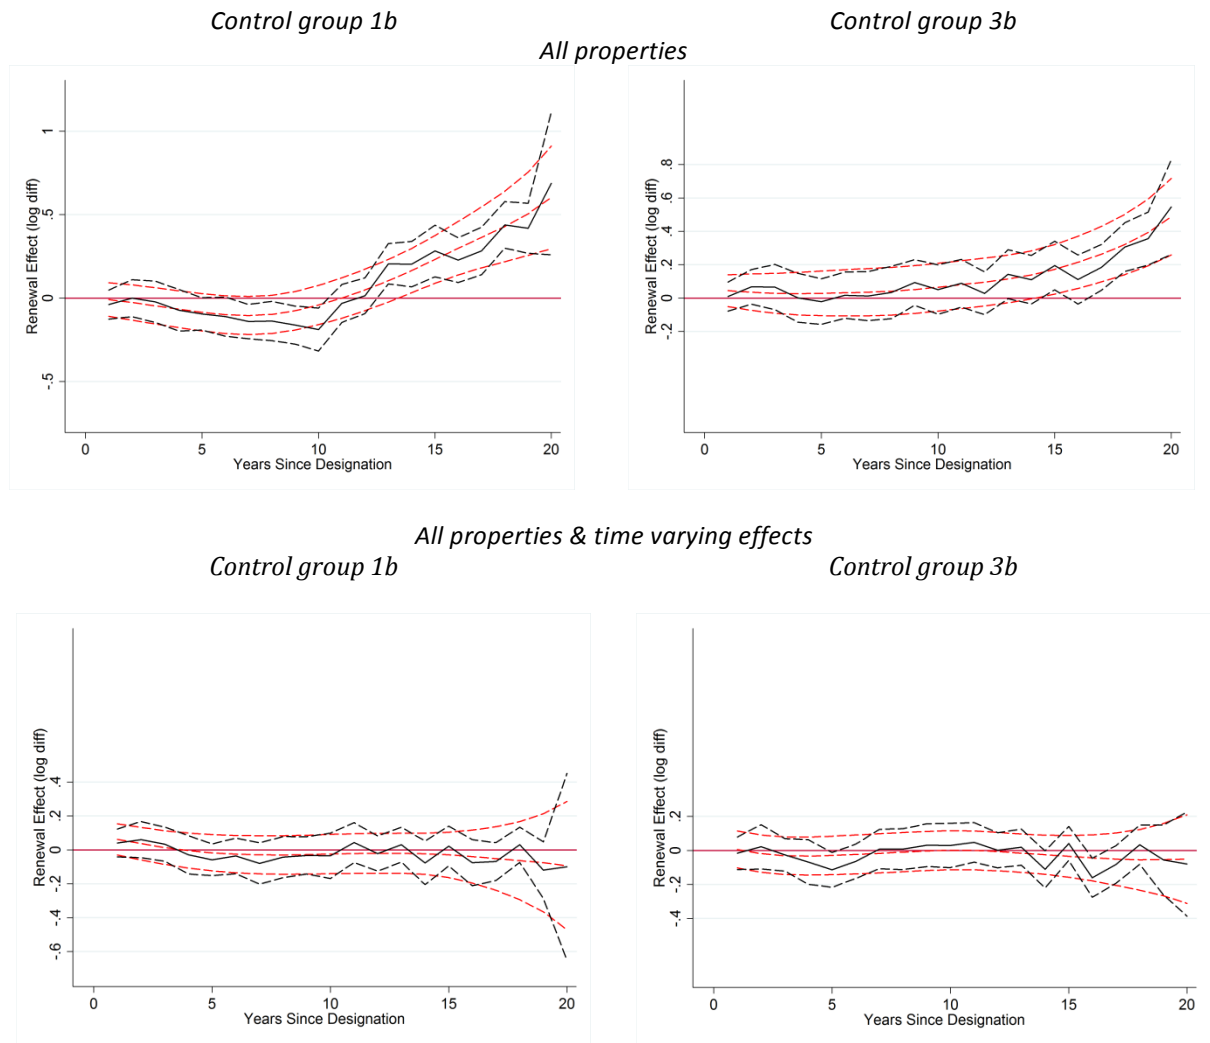 Control group 1b
Control group 3b
All properties
Renewal Effect (log diff)
1
.5
0
-.5
0
5
10
15
20
Years Since Designation
Renewal Effect (log diff)
.8
.6
.4
.2
0
-.2
0
5
10
15
20
Years Since Designation
All properties & time varying effects
Control group 1b
Control group 3b
Renewal Effect (log diff)
.4
.2
0
-.2
-.4
-.6
0
5
10
15
20
Years Since Designation
Renewal Effect (log diff)
.2
0
-.2
-.4
0
5
10
15
20
Years Since Designation